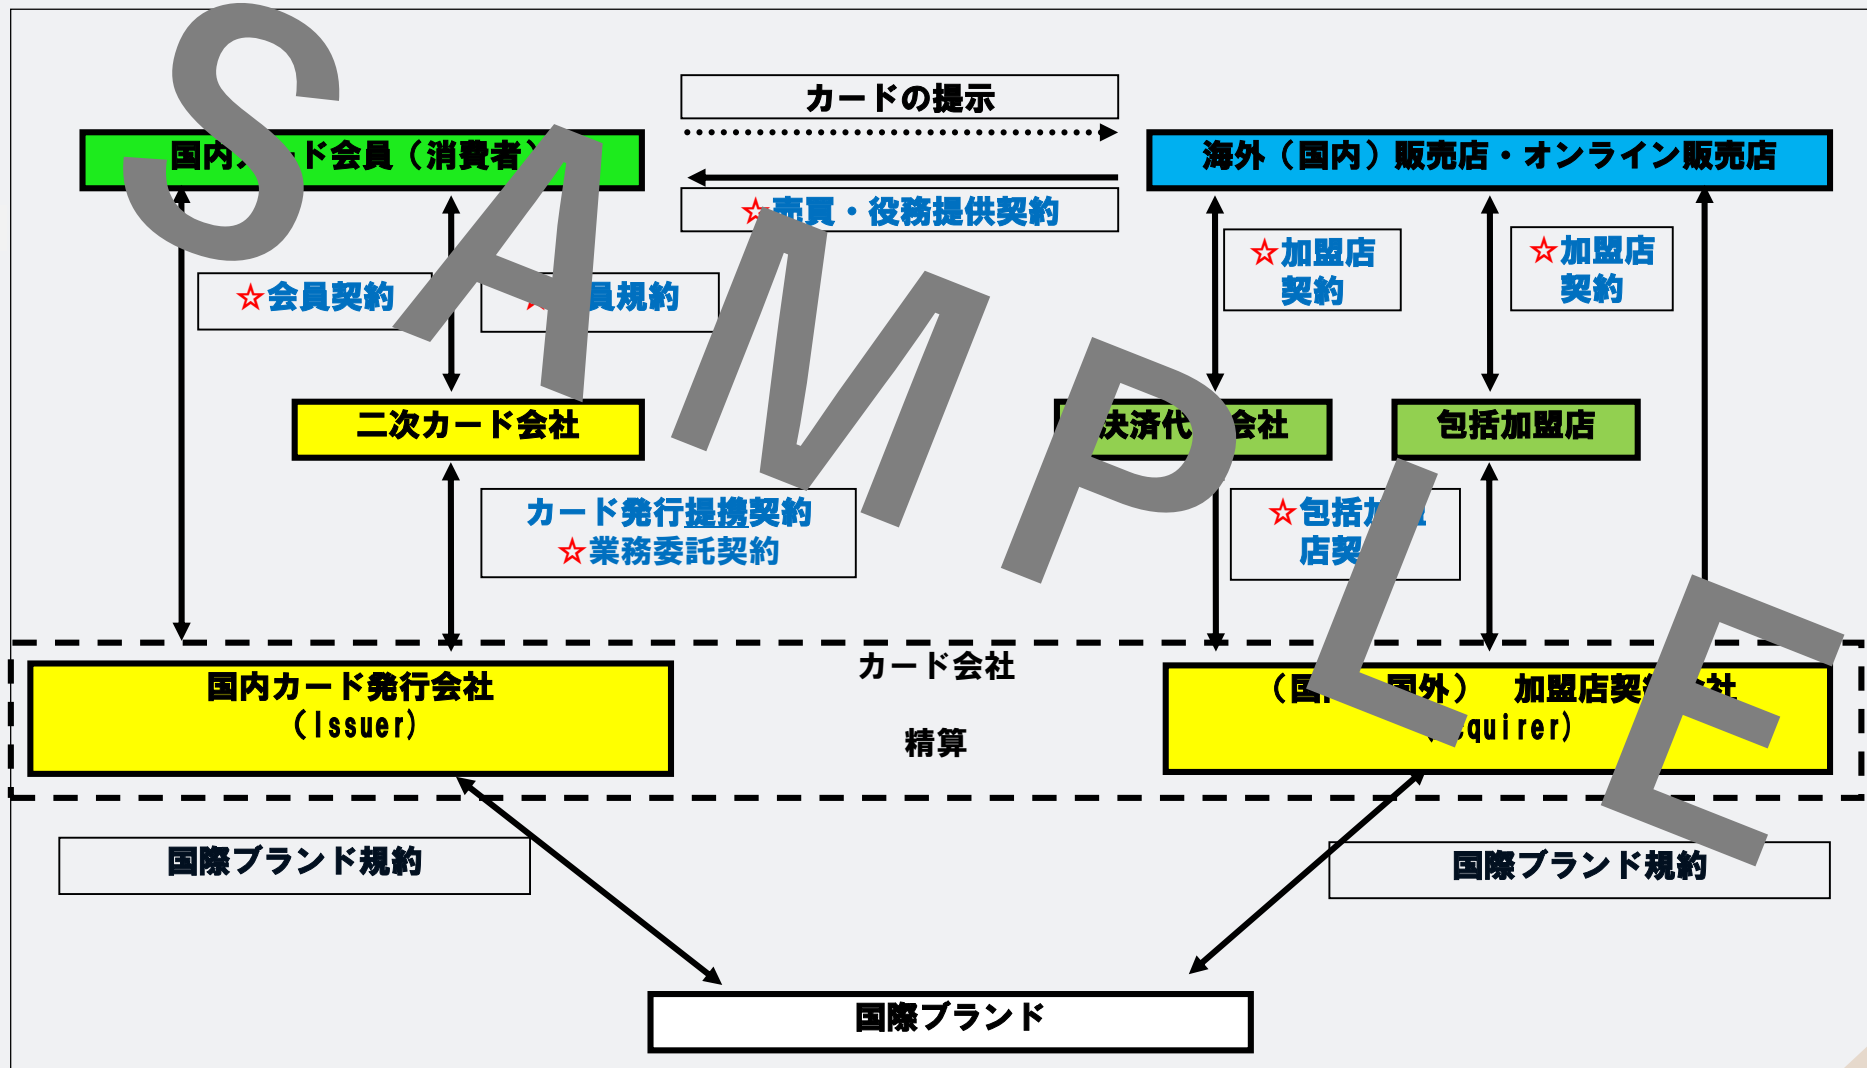 カードの提示
国内カード会員（消費者）
海外（国内）販売店・オンライン販売店
☆売買・役務提供契約
☆会員契約
☆会員規約
☆加盟店
契約
☆加盟店
契約
二次カード会社
決済代 会社
包括加盟店
カード発行提携契約
☆業務委託契約
☆包括加盟
店契
カード会社
精算
国内カード発行会社
（Issuer）
（国 国外）　加盟店契 会社
quirer）
国際ブランド規約
国際ブランド規約
国際ブランド
SAMPLE